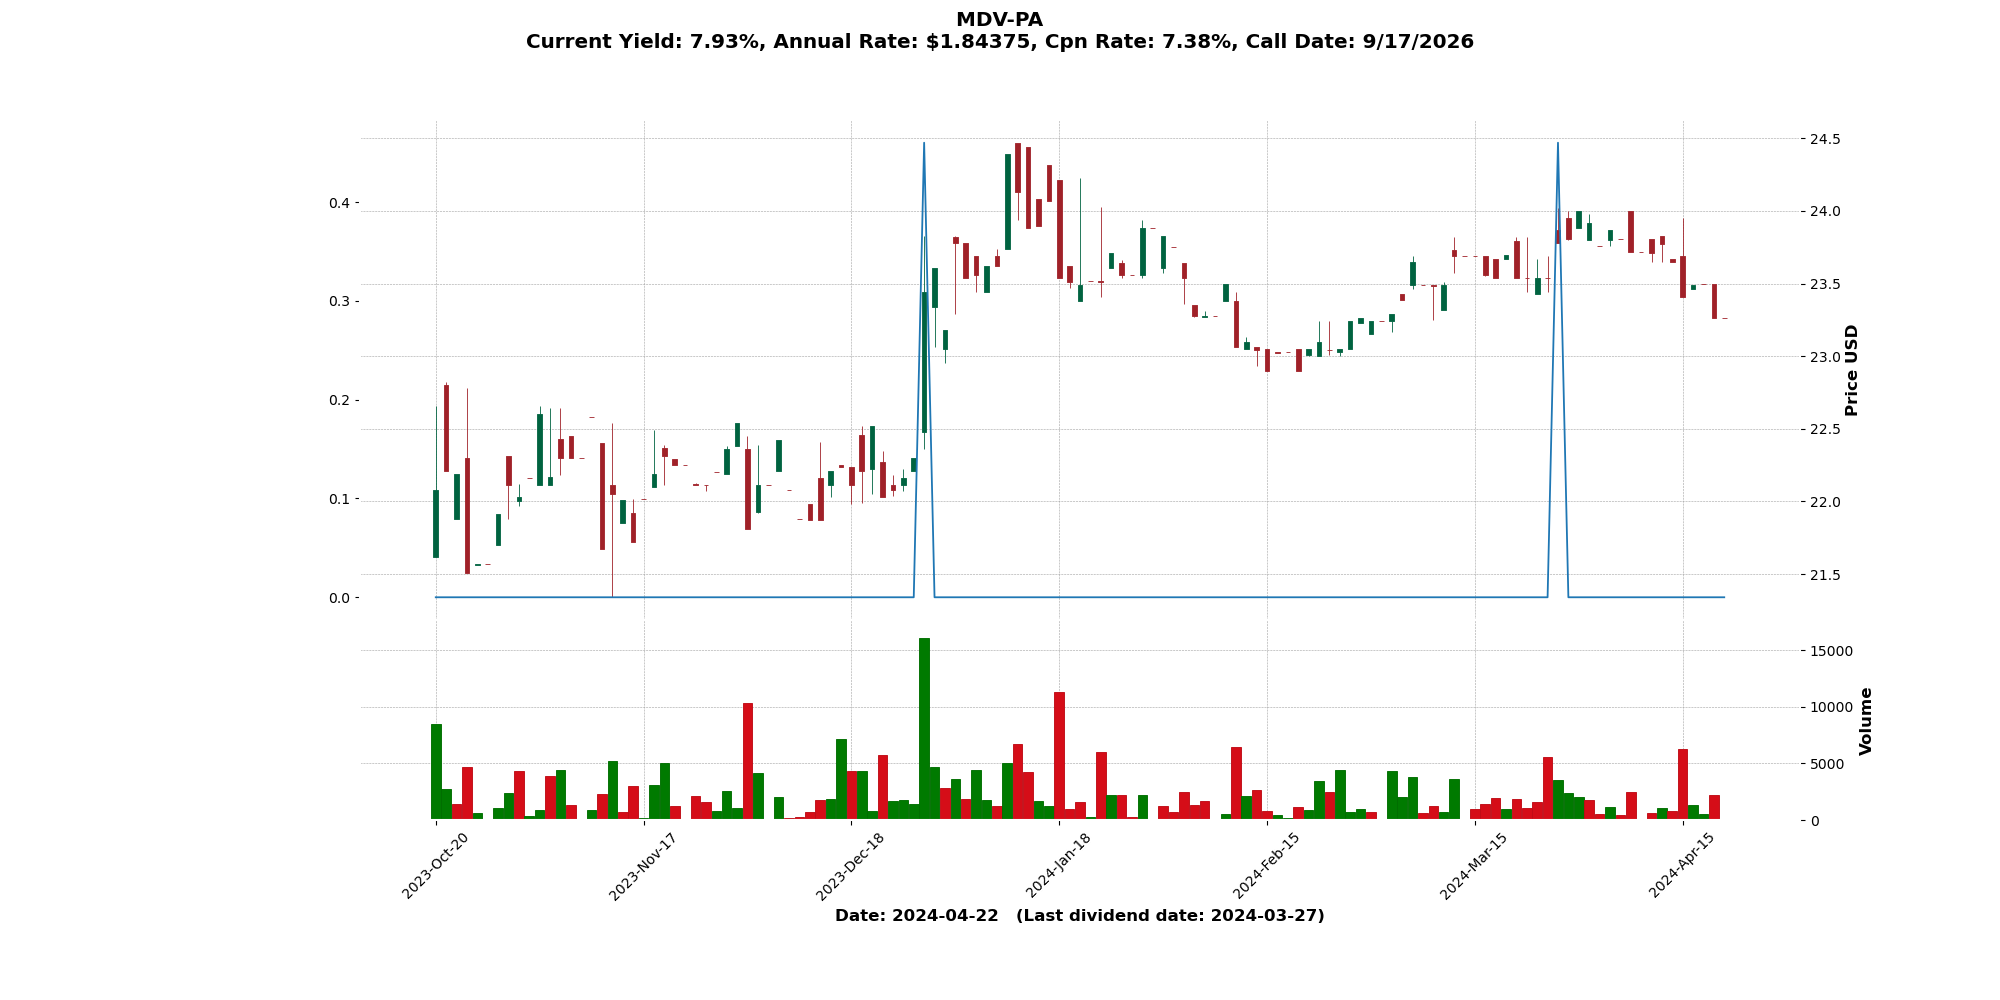 MDV-PA
Current Yield: 7.93%, Annual Rate: $1.84375, Cpn Rate: 7.38%, Call Date: 9/17/2026
0.4
0.3
0.2
0.1
0.0
24.5
24.0
23.5
23.0
22.5
22.0
21.5
Price USD
15000
10000
5000
0
Volume
2023-Oct-20
2023-Nov-17
2023-Dec-18
2024-Jan-18
2024-Feb-15
2024-Mar-15
2024-Apr-15
Date: 2024-04-22 (Last dividend date: 2024-03-27)